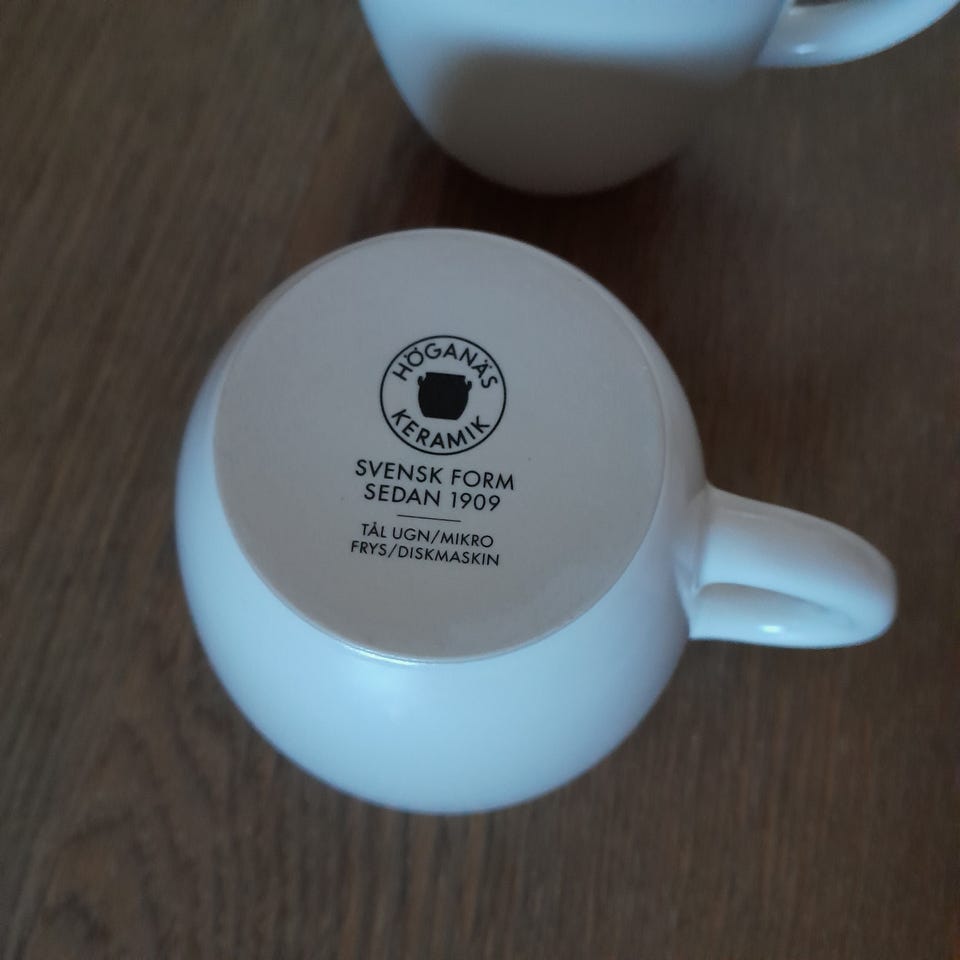 HÖGANÄS
KERAMIK
SVENSK FORM
SEDAN 1909
TÅL UGN/MIKRO
FRYS/DISKMASKIN